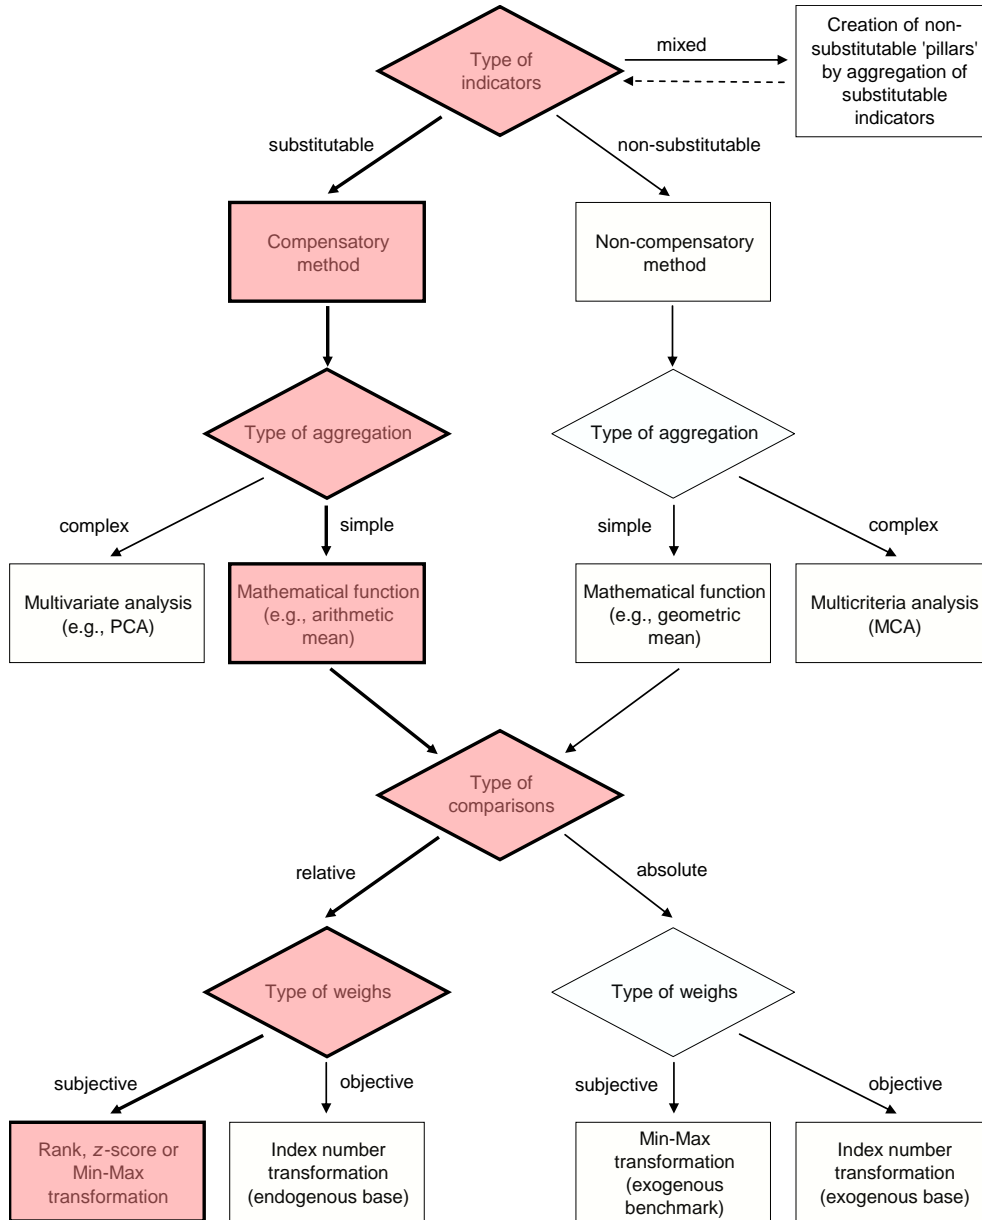 Type of
indicators
mixed
Creation of non-
substitutable 'pillars'
by aggregation of
substitutable
indicators
substitutable
non-substitutable
Compensatory
method
Non-compensatory
method
Type of aggregation
Type of aggregation
complex
simple
simple
complex
Multivariate analysis
(e.g., PCA)
Mathematical function
(e.g., arithmetic
mean)
Mathematical function
(e.g., geometric
mean)
Multicriteria analysis
(MCA)
Type of
comparisons
relative
absolute
Type of weighs
Type of weighs
subjective
objective
subjective
objective
Rank, z-score or
Min-Max
transformation
Index number
transformation
(endogenous base)
Min-Max
transformation
(exogenous
benchmark)
Index number
transformation
(exogenous base)